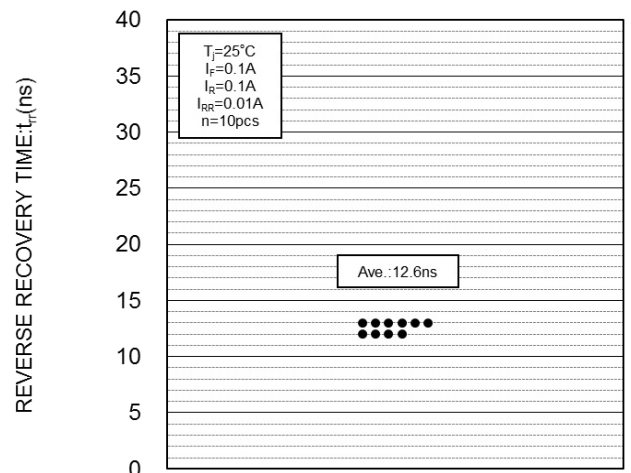 REVERSE RECOVERY TIME:trr(ns)
40
35
30
25
20
15
10
5
0
Tj=25°C
IF=0.1A
IR=0.1A
IRR=0.01A
n=10pcs
Ave.:12.6ns